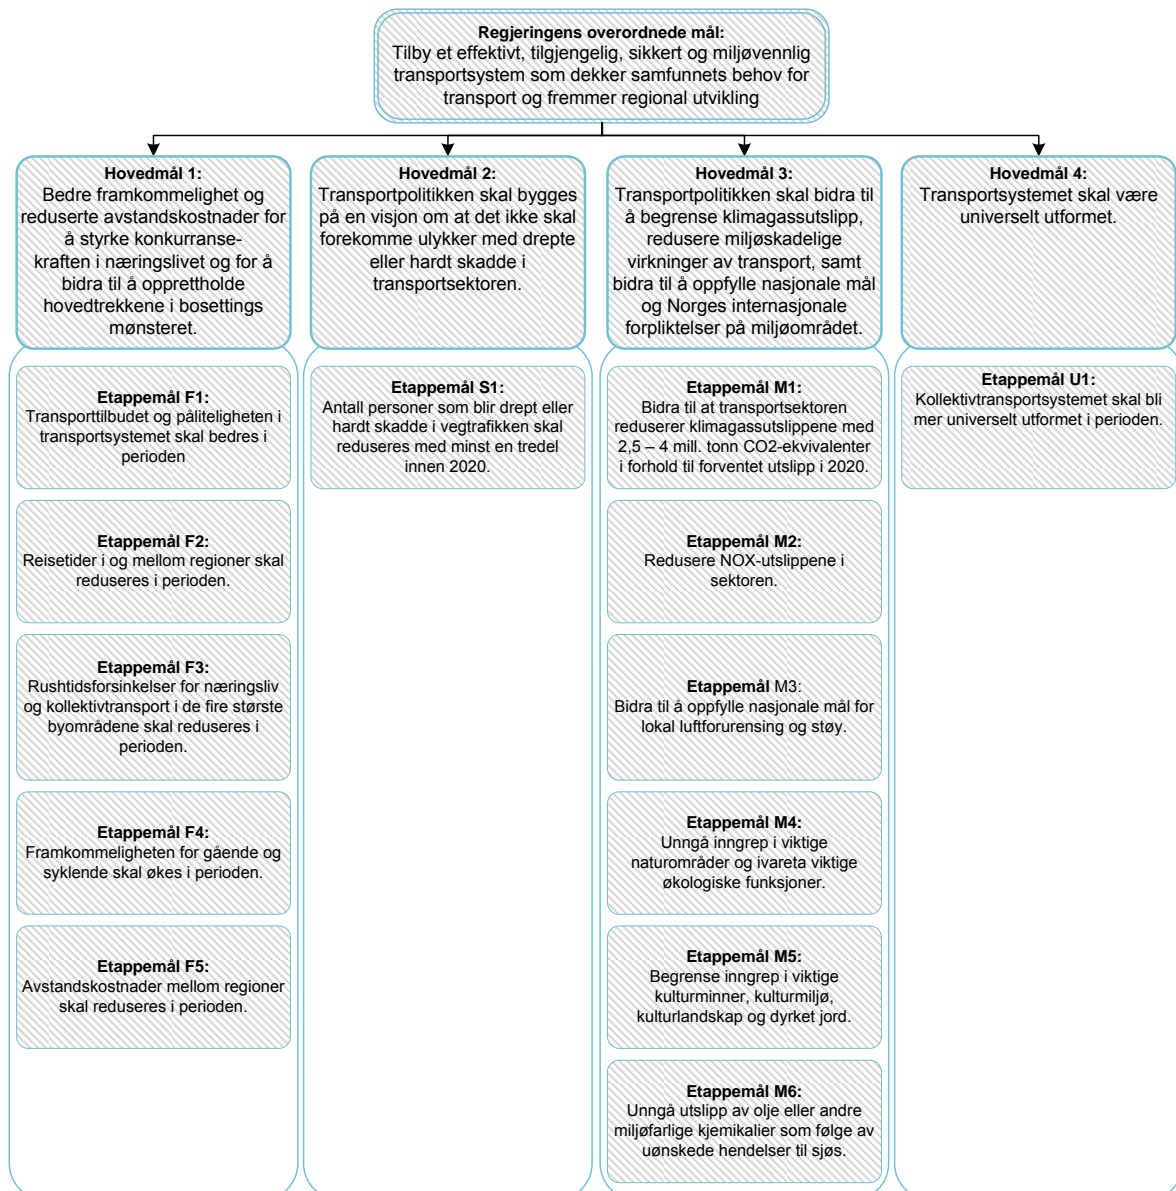 Regjeringens overordnede mål:
Tilby et effektivt, tilgjengelig, sikkert og miljøvennlig
transportsystem som dekker samfunnets behov for
transport og fremmer regional utvikling
Hovedmål 1:
Bedre framkommelighet og
reduserte avstandskostnader for
å styrke konkurranse-
kraften i næringslivet og for å
bidra til å opprettholde
hovedtrekkene i bosettings
mønsteret.
Etappemål F1:
Transporttilbudet og påliteligheten i
transportsystemet skal bedres i
perioden
Etappemål F2:
Reisetider i og mellom regioner skal
reduseres i perioden.
Etappemål F3:
Rushtidsforsinkelser for næringsliv
og kollektivtransport i de fire största
byområdene skal reduseres i
perioden.
Etappemål F4:
Framkommeligheten for gående og
syklende skal økes i perioden.
Etappemål F5:
Avstandskostnader mellom regioner
skal reduseres i perioden.
Hovedmål 2:
Transportpolitikken skal bygges
på en visjon om at det ikke skal
forekomme ulykker med drepte
eller hardt skadde i
transportsektoren.
Etappemål S1:
Antall personer som blir drept eller
hardt skadde i vegtrafikken skal
reduseres med minst en tredel
innen 2020.
Hovedmål 3:
Transportpolitikken skal bidra til
å begrense klimagassutslipp,
redusere miljøskadelige
virkninger av transport, samt
bidra til å oppfylle nasjonale mål
og Norges internasjonale
forpliktelser på miljøområdet.
Etappemål M1:
Bidra til at transportsektoren
reduserer klimagassutslippene med
2,5 – 4 mill. tonn CO2-ekvivalenter
i forhold til forventet utslipp i 2020.
Etappemål M2:
Redusere NOX-utslippene i
sektoren.
Etappemål M3:
Bidra til å oppfylle nasjonale mål for
lokal luftforurensing og støy.
Etappemål M4:
Unngå inngrep i viktige
naturområder og ivareta viktige
økologiske funksjoner.
Etappemål M5:
Begrense inngrep i viktige
kulturminner, kulturmiljø,
kulturlandskap og dyrket jord.
Etappemål M6:
Unngå utslipp av olje eller andre
miljøfarlige kjemikalier som følge av
uønskede hendelser til sjøs.
Hovedmål 4:
Transportsystemet skal være
universelt utformet.
Etappemål U1:
Kollektivtransportsystemet skal bli
mer universelt utformet i perioden.